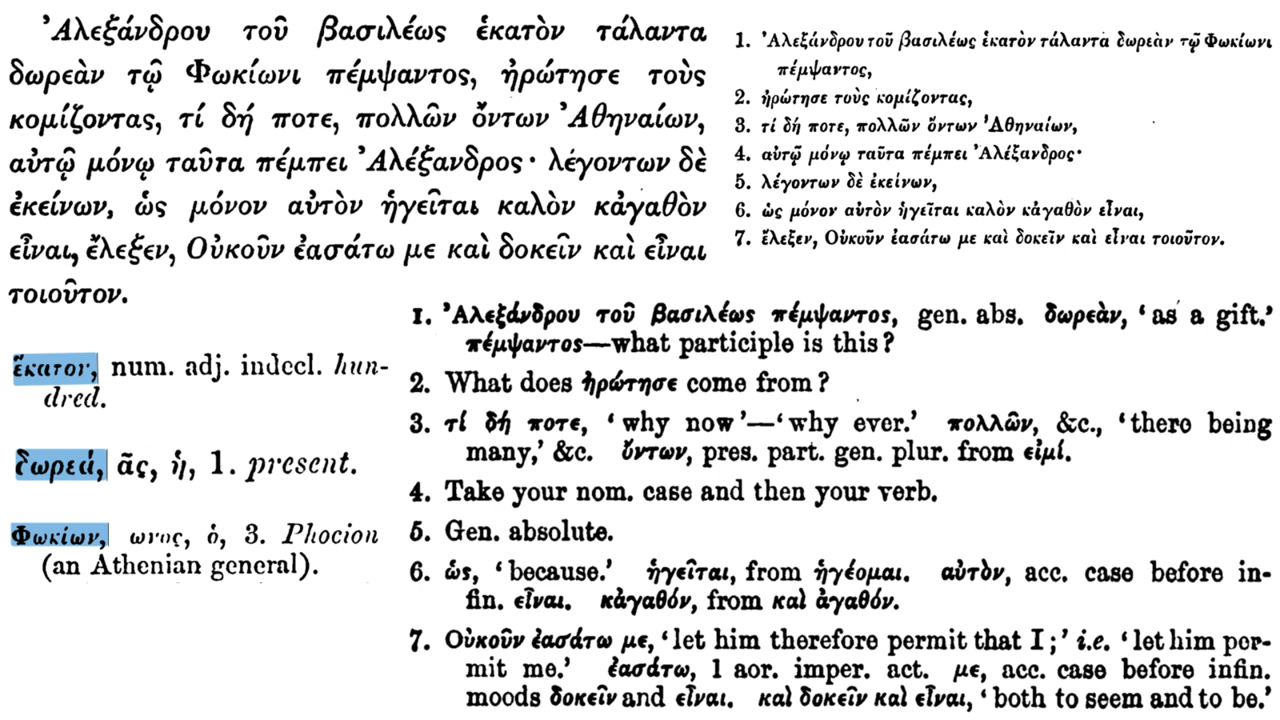 Ἀλεξάνδρου τοῦ βασιλέως ἑκατὸν τάλαντα
δωρεὰν τῷ Φωκίωνι πέμψαντος, ἠρώτησε τοὺς
κομίζοντας, τί δή ποτε, πολλῶν ὄντων Ἀθηναίων,
αὐτῷ μόνῳ ταῦτα πέμπει Ἀλέξανδρος· λέγοντων δὲ
ἐκείνων, ὡς μόνον αὐτὸν ἡγεῖται καλὸν κἀγαθὸν
εἶναι, ἔλεξεν, Οὐκοῦν ἐασάτω με καὶ δοκεῖν καὶ εἶναι
τοιοῦτον.
1. Ἀλεξάνδρου τοῦ βασιλέως ἑκατὸν τάλαντα δωρεὰν τῷ Φωκίωνι
πέμψαντος,
2. ἠρώτησε τοὺς κομίζοντας,
3. τί δή ποτε, πολλῶν ὄντων Ἀθηναίων,
4. αὐτῷ μόνῳ ταῦτα πέμπει Ἀλέξανδρος·
5. λέγοντων δὲ ἐκείνων,
6. ὡς μόνον αὐτὸν ἡγεῖται καλὸν κἀγαθὸν εἶναι,
7. ἔλεξεν, Οὐκοῦν ἐασάτω με καὶ δοκεῖν καὶ εἶναι τοιοῦτον.
ἕκατον, num. adj. indecl. hun-
dred.
δωρεά, ᾶς, ἡ, 1. present.
Φωκίων, ωνος, ὁ, 3. Phocion
(an Athenian general).
1. Ἀλεξάνδρου τοῦ βασιλέως πέμψαντος, gen. abs. δωρεὰν, ‘as a gift.’
πέμψαντος—what participle is this?
2. What does ἠρώτησε come from?
3. τί δή ποτε, ‘why now’—‘why ever.’ πολλῶν, &c., ‘there being
many,’ &c. ὄντων, pres. part. gen. plur. from εἰμί.
4. Take your nom. case and then your verb.
5. Gen. absolute.
6. ὡς, ‘because.’ ἡγεῖται, from ἡγέομαι. αὐτὸν, acc. case before in-
fin. εἶναι. κἀγαθόν, from καὶ ἀγαθόν.
7. Οὐκοῦν ἐασάτω με, ‘let him therefore permit that I;’ i.e. ‘let him per-
mit me.’ ἐασάτω, 1 aor. imper. act. με, acc. case before infin.
moods δοκεῖν and εἶναι. καὶ δοκεῖν καὶ εἶναι, ‘both to seem and to be.’